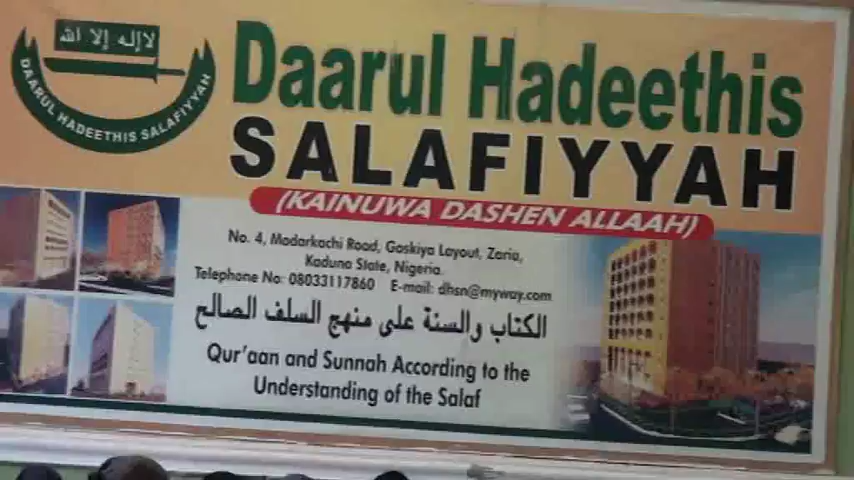 لا إله إلا الله
DAARUL HADEETHIS SALAFIYYAH
Daarul Hadeethis
SALAFIYYAH
(KAINUWA DASHEN ALLAAH)
No. 4, Madarkachi Road, Gaskiya Layout, Zaria,
Kaduna State, Nigeria.
Telephone No: 08033117860 E-mail: dhsn@myway.com
الكتاب والسنة على منهج السلف الصالح
Qur'aan and Sunnah According to the
Understanding of the Salaf